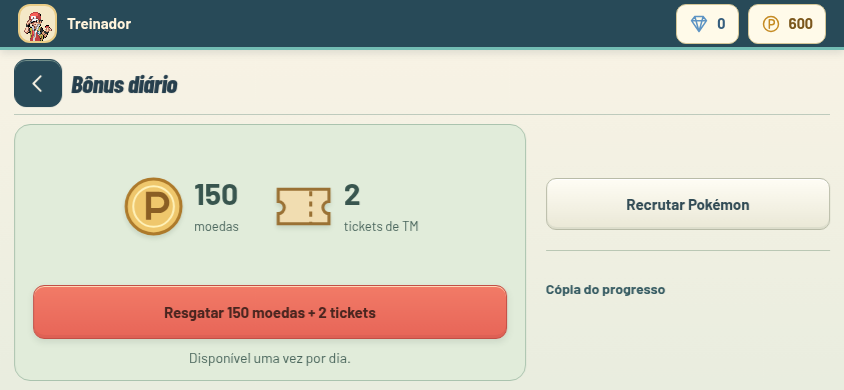 Treinador
0
600
Bônus diário
150
moedas
2
tickets de TM
Resgatar 150 moedas + 2 tickets
Disponível uma vez por dia.
Recrutar Pokémon
Cópia do progresso